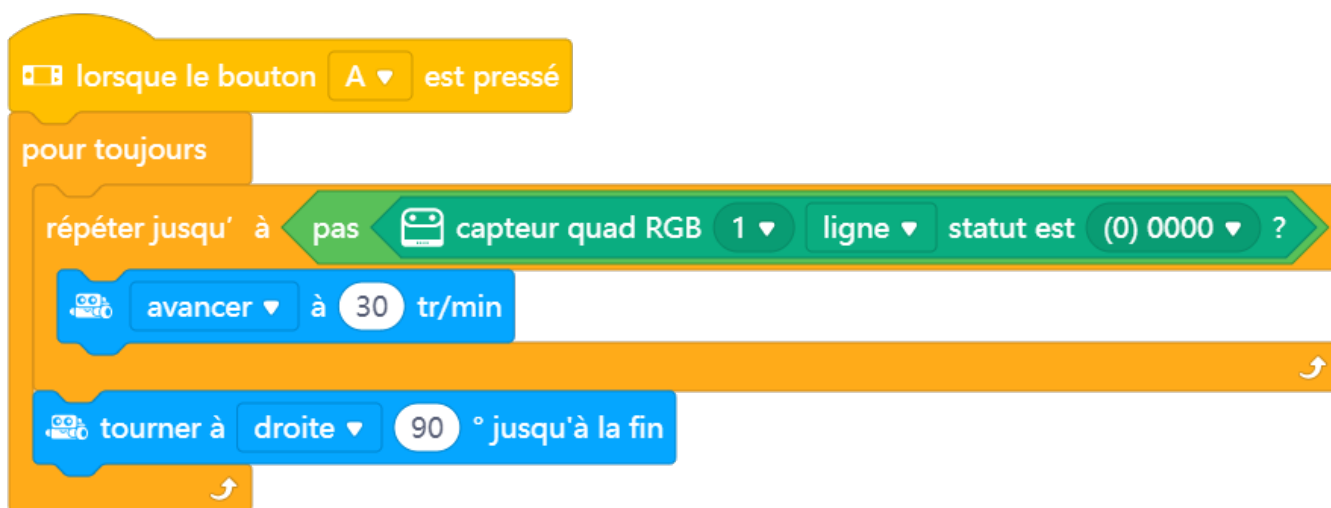 lorsque le bouton A est pressé
pour toujours
répéter jusqu' à pas capteur quad RGB 1 ligne statut est (0) 0000 ?
avancer à 30 tr/min
tourner à droite 90 ° jusqu'à la fin